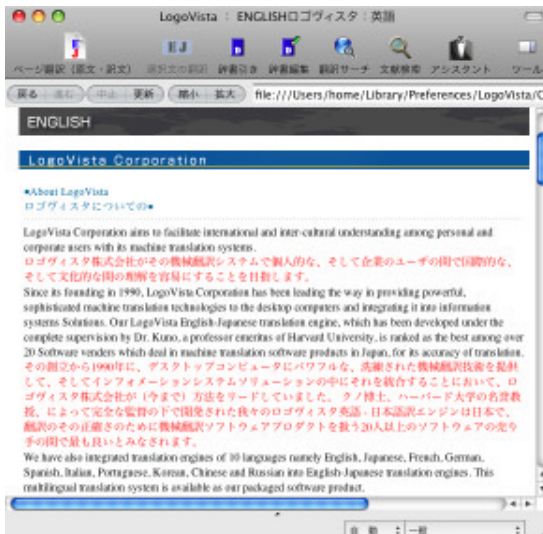 LogoVista : ENGLISHロゴヴィスタ：英語
ページ翻訳（原文・訳文） 選択文の翻訳 辞書引き 辞書編集 翻訳サーチ 文献検索 アシスタント ツール
戻る 進む 中止 更新 縮小 拡大 file:///Users/home/Library/Preferences/LogoVista/C
ENGLISH
LogoVista Corporation
●About LogoVista
ロゴヴィスタについての●
LogoVista Corporation aims to facilitate international and inter-cultural understanding among personal and
corporate users with its machine translation systems.
ロゴヴィスタ株式会社がその機械翻訳システムで個人的な、そして企業のユーザの間で国際的な、
そして文化的な間の理解を容易にすることを目指します。
Since its founding in 1990, LogoVista Corporation has been leading the way in providing powerful,
sophisticated machine translation technologies to the desktop computers and integrating it into information
systems Solutions. Our LogoVista English-Japanese translation engine, which has been developed under the
complete supervision by Dr. Kuno, a professor emeritus of Harvard University, is ranked as the best among over
20 Software venders which deal in machine translation software products in Japan, for its accuracy of translation.
その創立から1990年に、デスクトップコンピュータにパワフルな、洗練された機械翻訳技術を提供
して、そしてインフォメーションシステムソリューションの中にそれを統合することにおいて、ロ
ゴヴィスタ株式会社が（今まで）方法をリードしていました。 クノ博士、ハーバード大学の名誉教
授、によって完全な監督の下で開発された我々のロゴヴィスタ英語 - 日本語訳エンジンは日本で、
翻訳のその正確さのために機械翻訳ソフトウェアプロダクトを扱う20人以上のソフトウェアの売り
手の間で最も良いとみなされます。
We have also integrated translation engines of 10 languages namely English, Japanese, French, German,
Spanish, Italian, Portuguese, Korean, Chinese and Russian into English-Japanese translation engines. This
multilingual translation system is available as our packaged software product.
自 動 一般